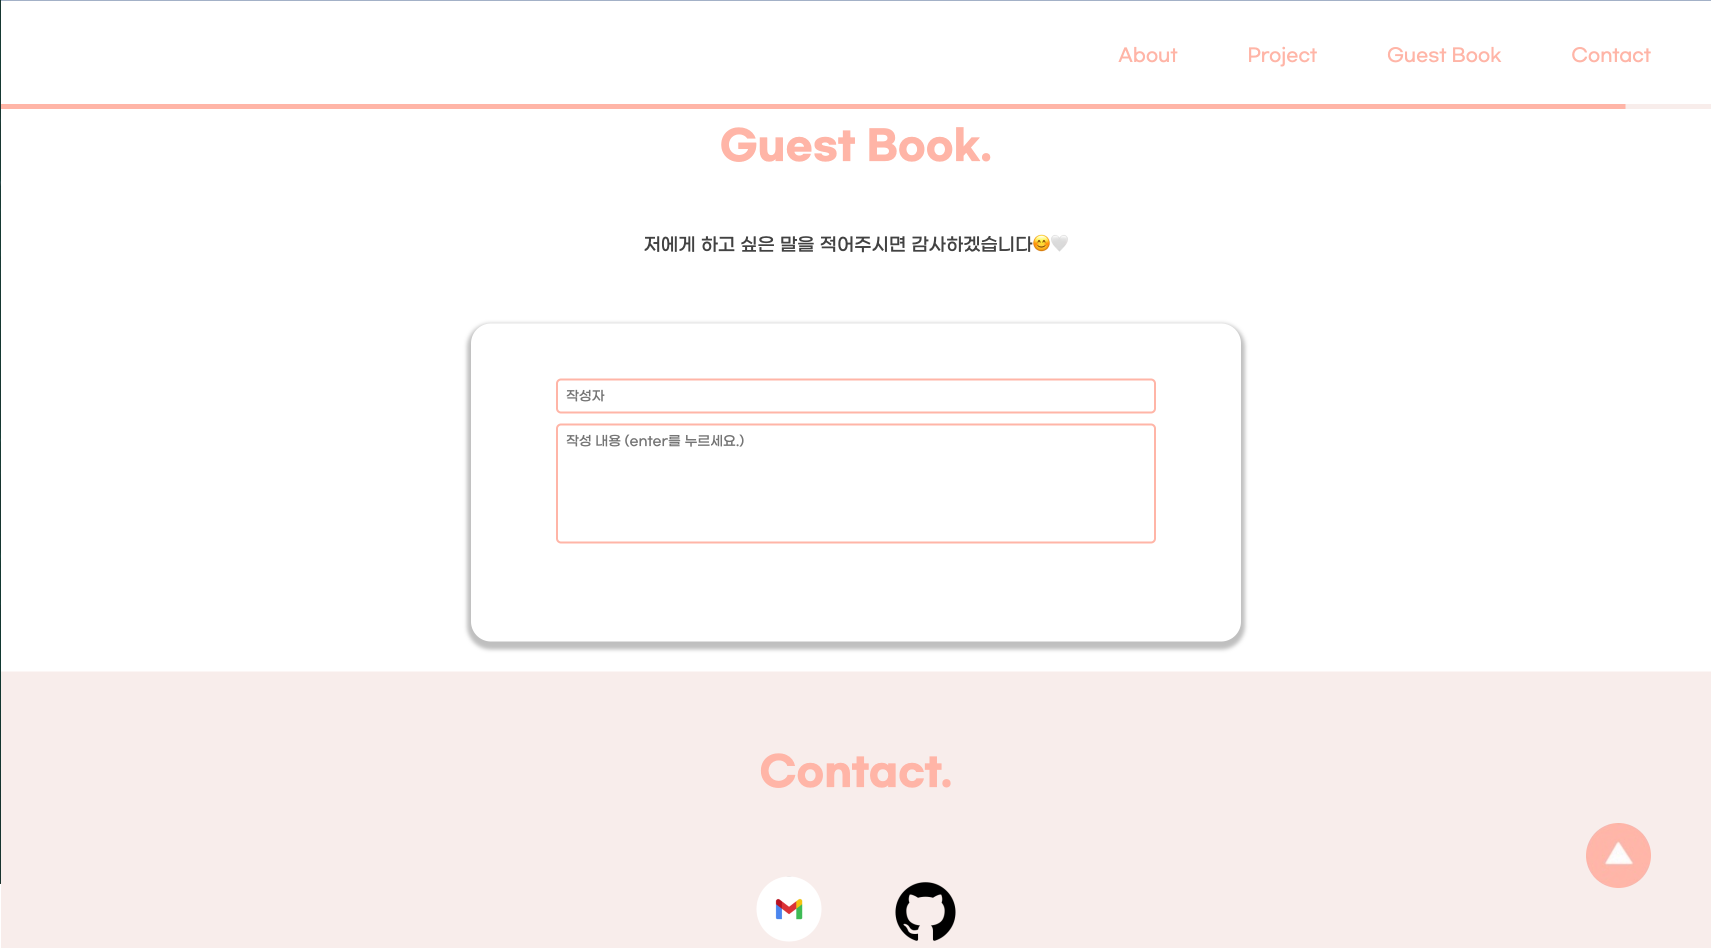 About Project Guest Book Contact
Guest Book.
저에게 하고 싶은 말을 적어주시면 감사하겠습니다😊🤍
작성자
작성 내용 (enter를 누르세요.)
Contact.